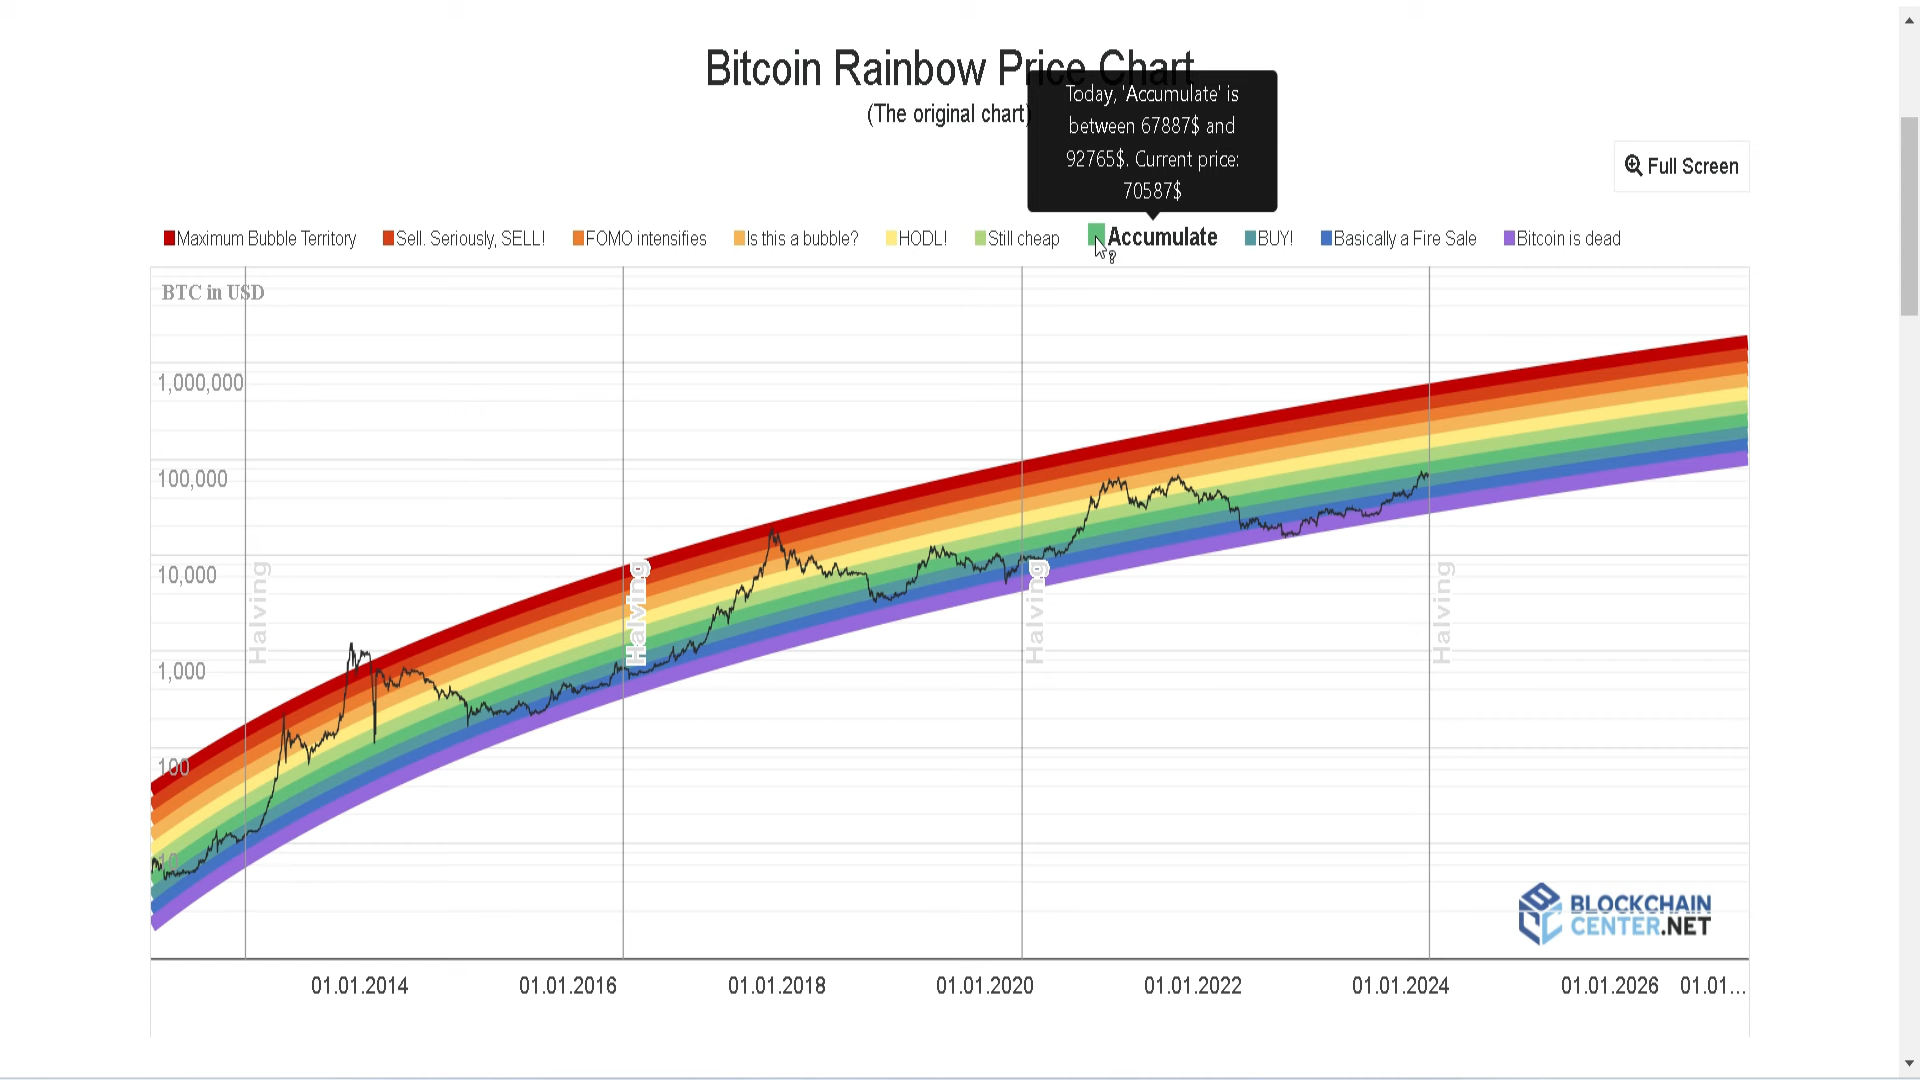 Bitcoin Rainbow Price Chart
(The original chart)
Today, 'Accumulate' is
between 67887$ and
92765$. Current price:
70587$
Full Screen
Maximum Bubble Territory
Sell. Seriously, SELL!
FOMO intensifies
Is this a bubble?
HODL!
Still cheap
Accumulate
BUY!
Basically a Fire Sale
Bitcoin is dead
BTC in USD
1,000,000
100,000
10,000
1,000
100
10
Halving
Halving
Halving
Halving
BLOCKCHAIN
CENTER.NET
01.01.2014
01.01.2016
01.01.2018
01.01.2020
01.01.2022
01.01.2024
01.01.2026
01.01...